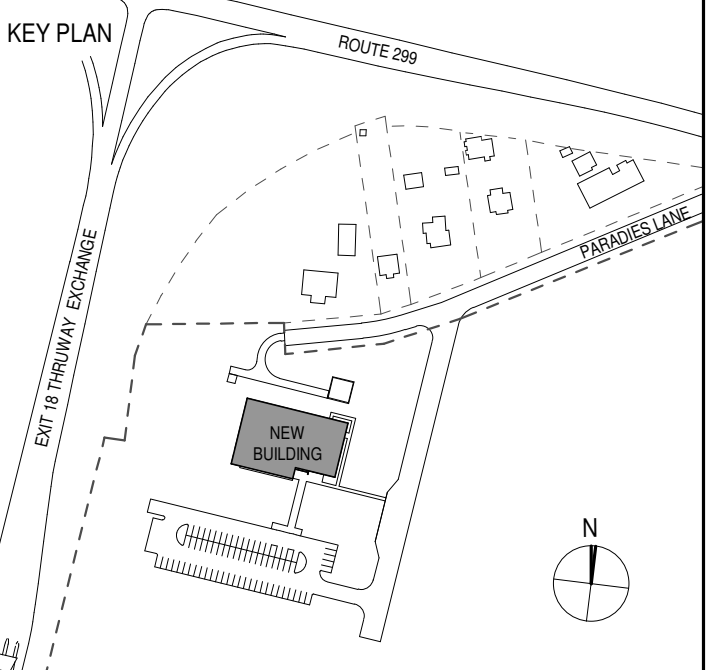 KEY PLAN
ROUTE 299
PARADIES LANE
EXIT 18 THRUWAY EXCHANGE
NEW
BUILDING
N